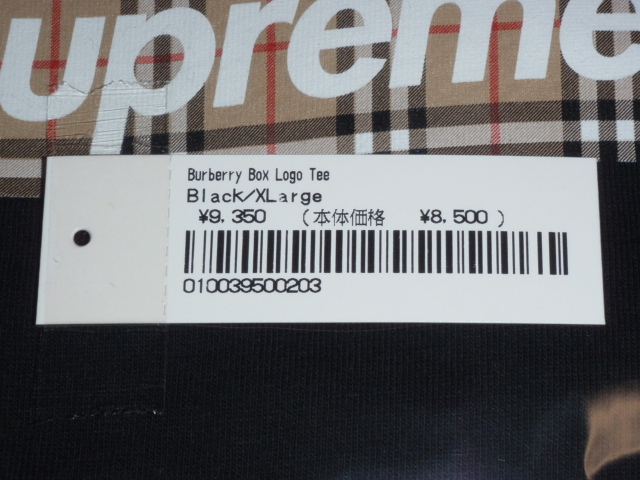 upreme
Burberry Box Logo Tee
Black/XLarge
¥9,350 (本体価格 ¥8,500)
010039500203